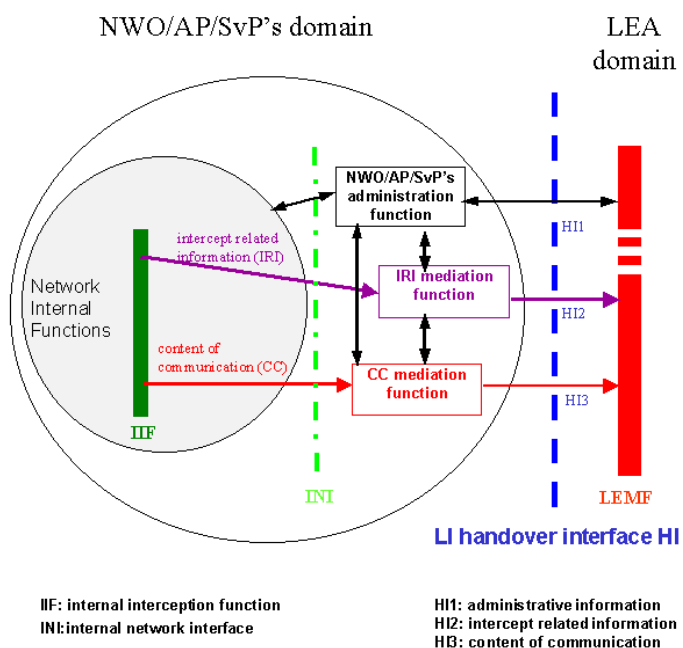 NWO/AP/SvP's domain
LEA
domain
NWO/AP/SvP's
administration
function
HI1
intercept related
information (IRI)
IRI mediation
function
HI2
Network
Internal
Functions
content of
communication (CC)
CC mediation
function
HI3
IIF
INI
LEMF
LI handover interface HI
IIF: internal interception function
INI:internal network interface
HI1: administrative information
HI2: intercept related information
HI3: content of communication